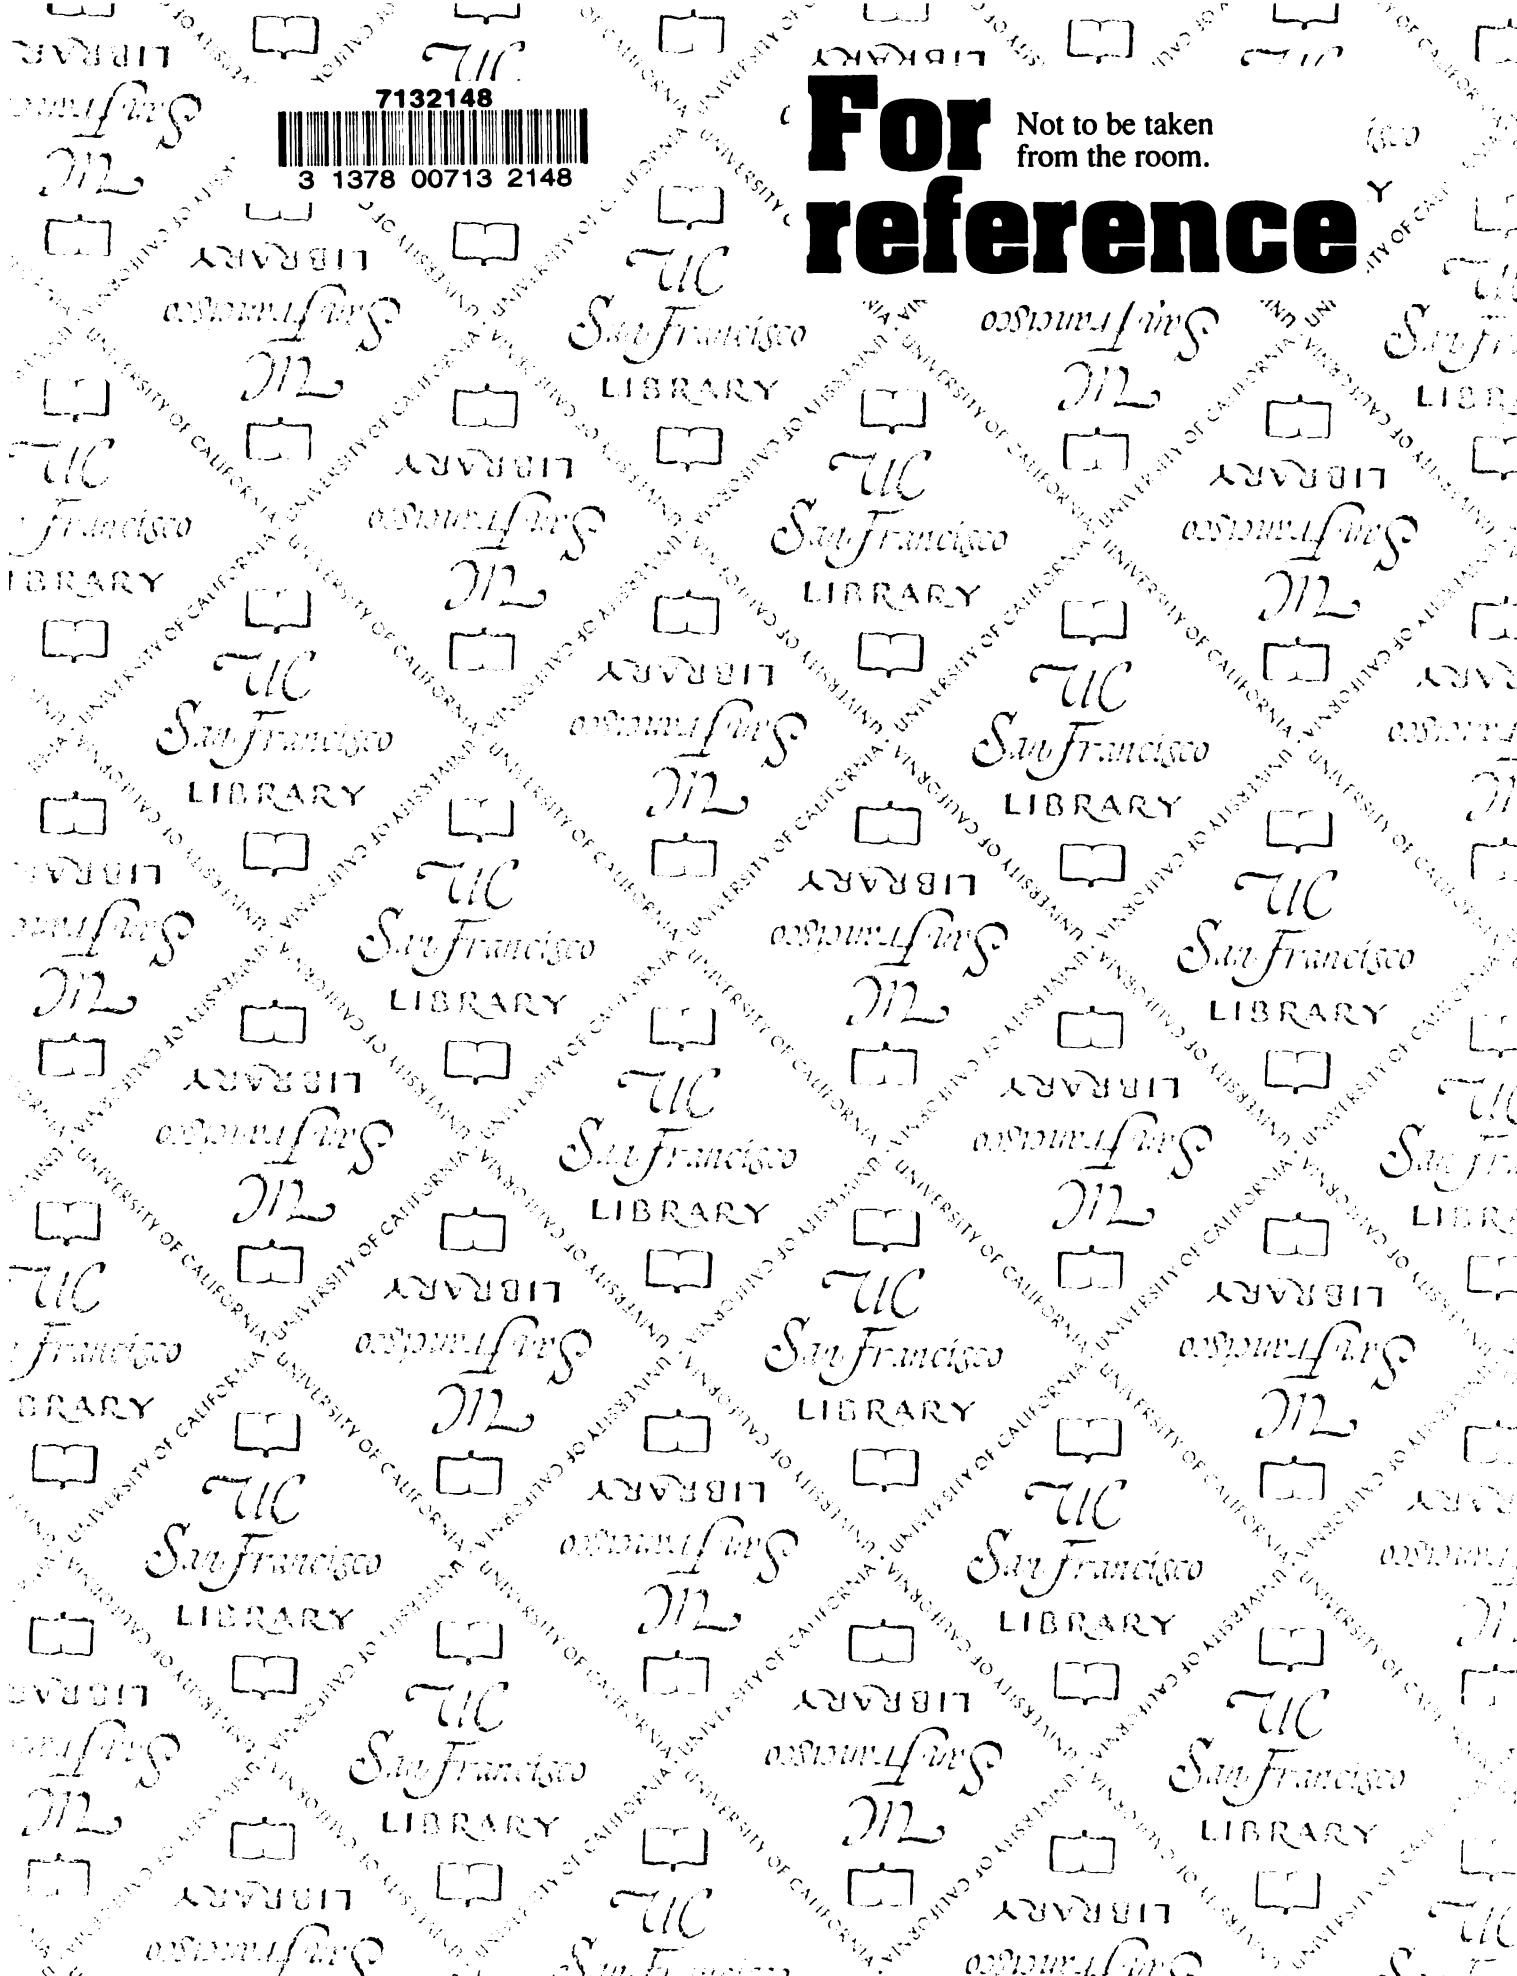 7132148
3 1378 00713 2148
For
reference
Not to be taken
from the room.
UC
San Francisco
LIBRARY
UNIVERSITY OF CALIFORNIA